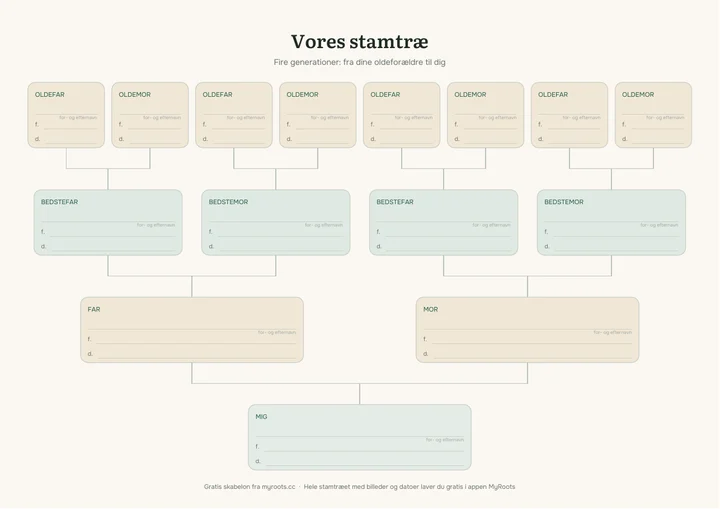 Vores stamtræ
Fire generationer: fra dine oldeforældre til dig
OLDEFAR
for- og efternavn
f.
d.
OLDEMOR
for- og efternavn
f.
d.
OLDEFAR
for- og efternavn
f.
d.
OLDEMOR
for- og efternavn
f.
d.
OLDEFAR
for- og efternavn
f.
d.
OLDEMOR
for- og efternavn
f.
d.
OLDEFAR
for- og efternavn
f.
d.
OLDEMOR
for- og efternavn
f.
d.
BEDSTEFAR
for- og efternavn
f.
d.
BEDSTEMOR
for- og efternavn
f.
d.
BEDSTEFAR
for- og efternavn
f.
d.
BEDSTEMOR
for- og efternavn
f.
d.
FAR
for- og efternavn
f.
d.
MOR
for- og efternavn
f.
d.
MIG
for- og efternavn
f.
d.
Gratis skabelon fra myroots.cc · Hele stamtræet med billeder og datoer laver du gratis i appen MyRoots